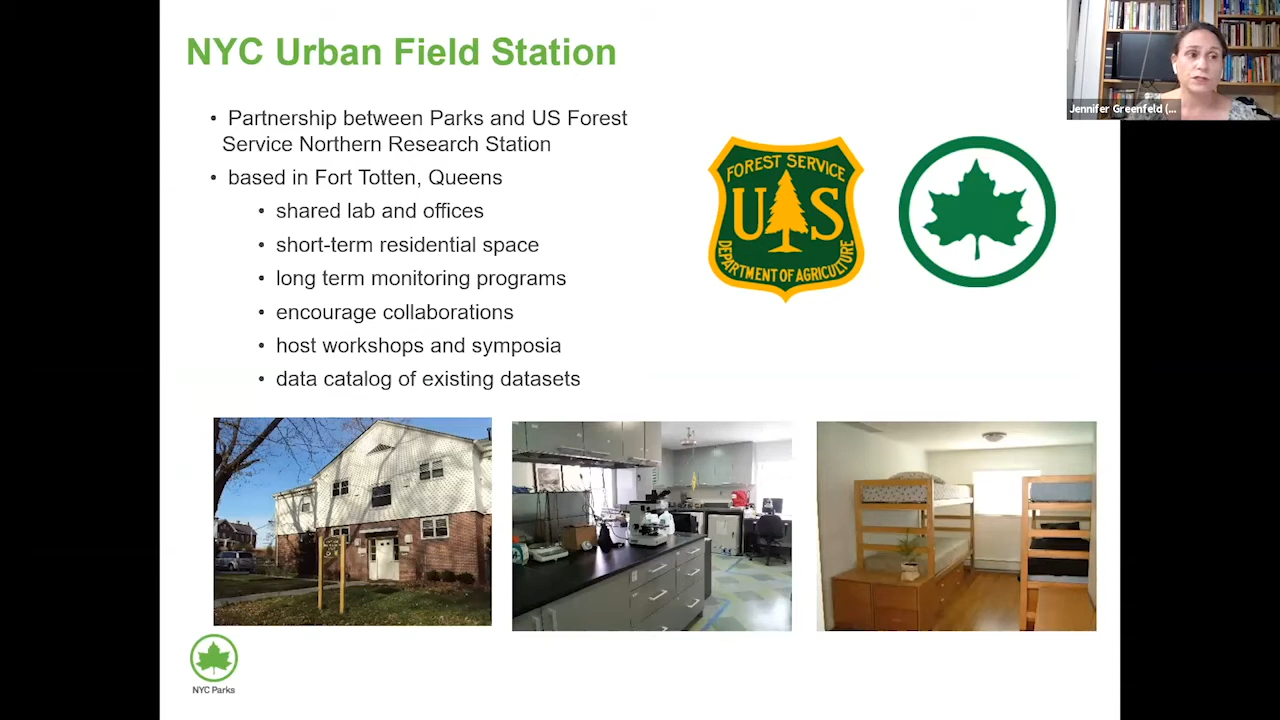 NYC Urban Field Station
Jennifer Greenfeld (...
• Partnership between Parks and US Forest
Service Northern Research Station
• based in Fort Totten, Queens
• shared lab and offices
• short-term residential space
• long term monitoring programs
• encourage collaborations
• host workshops and symposia
• data catalog of existing datasets
FOREST SERVICE
U S
DEPARTMENT OF AGRICULTURE
NYC Parks